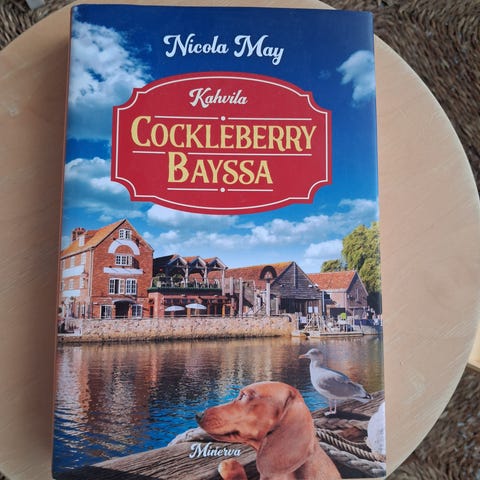 Nicola May
Kahvila
COCKLEBERRY
BAYSSA
Minerva